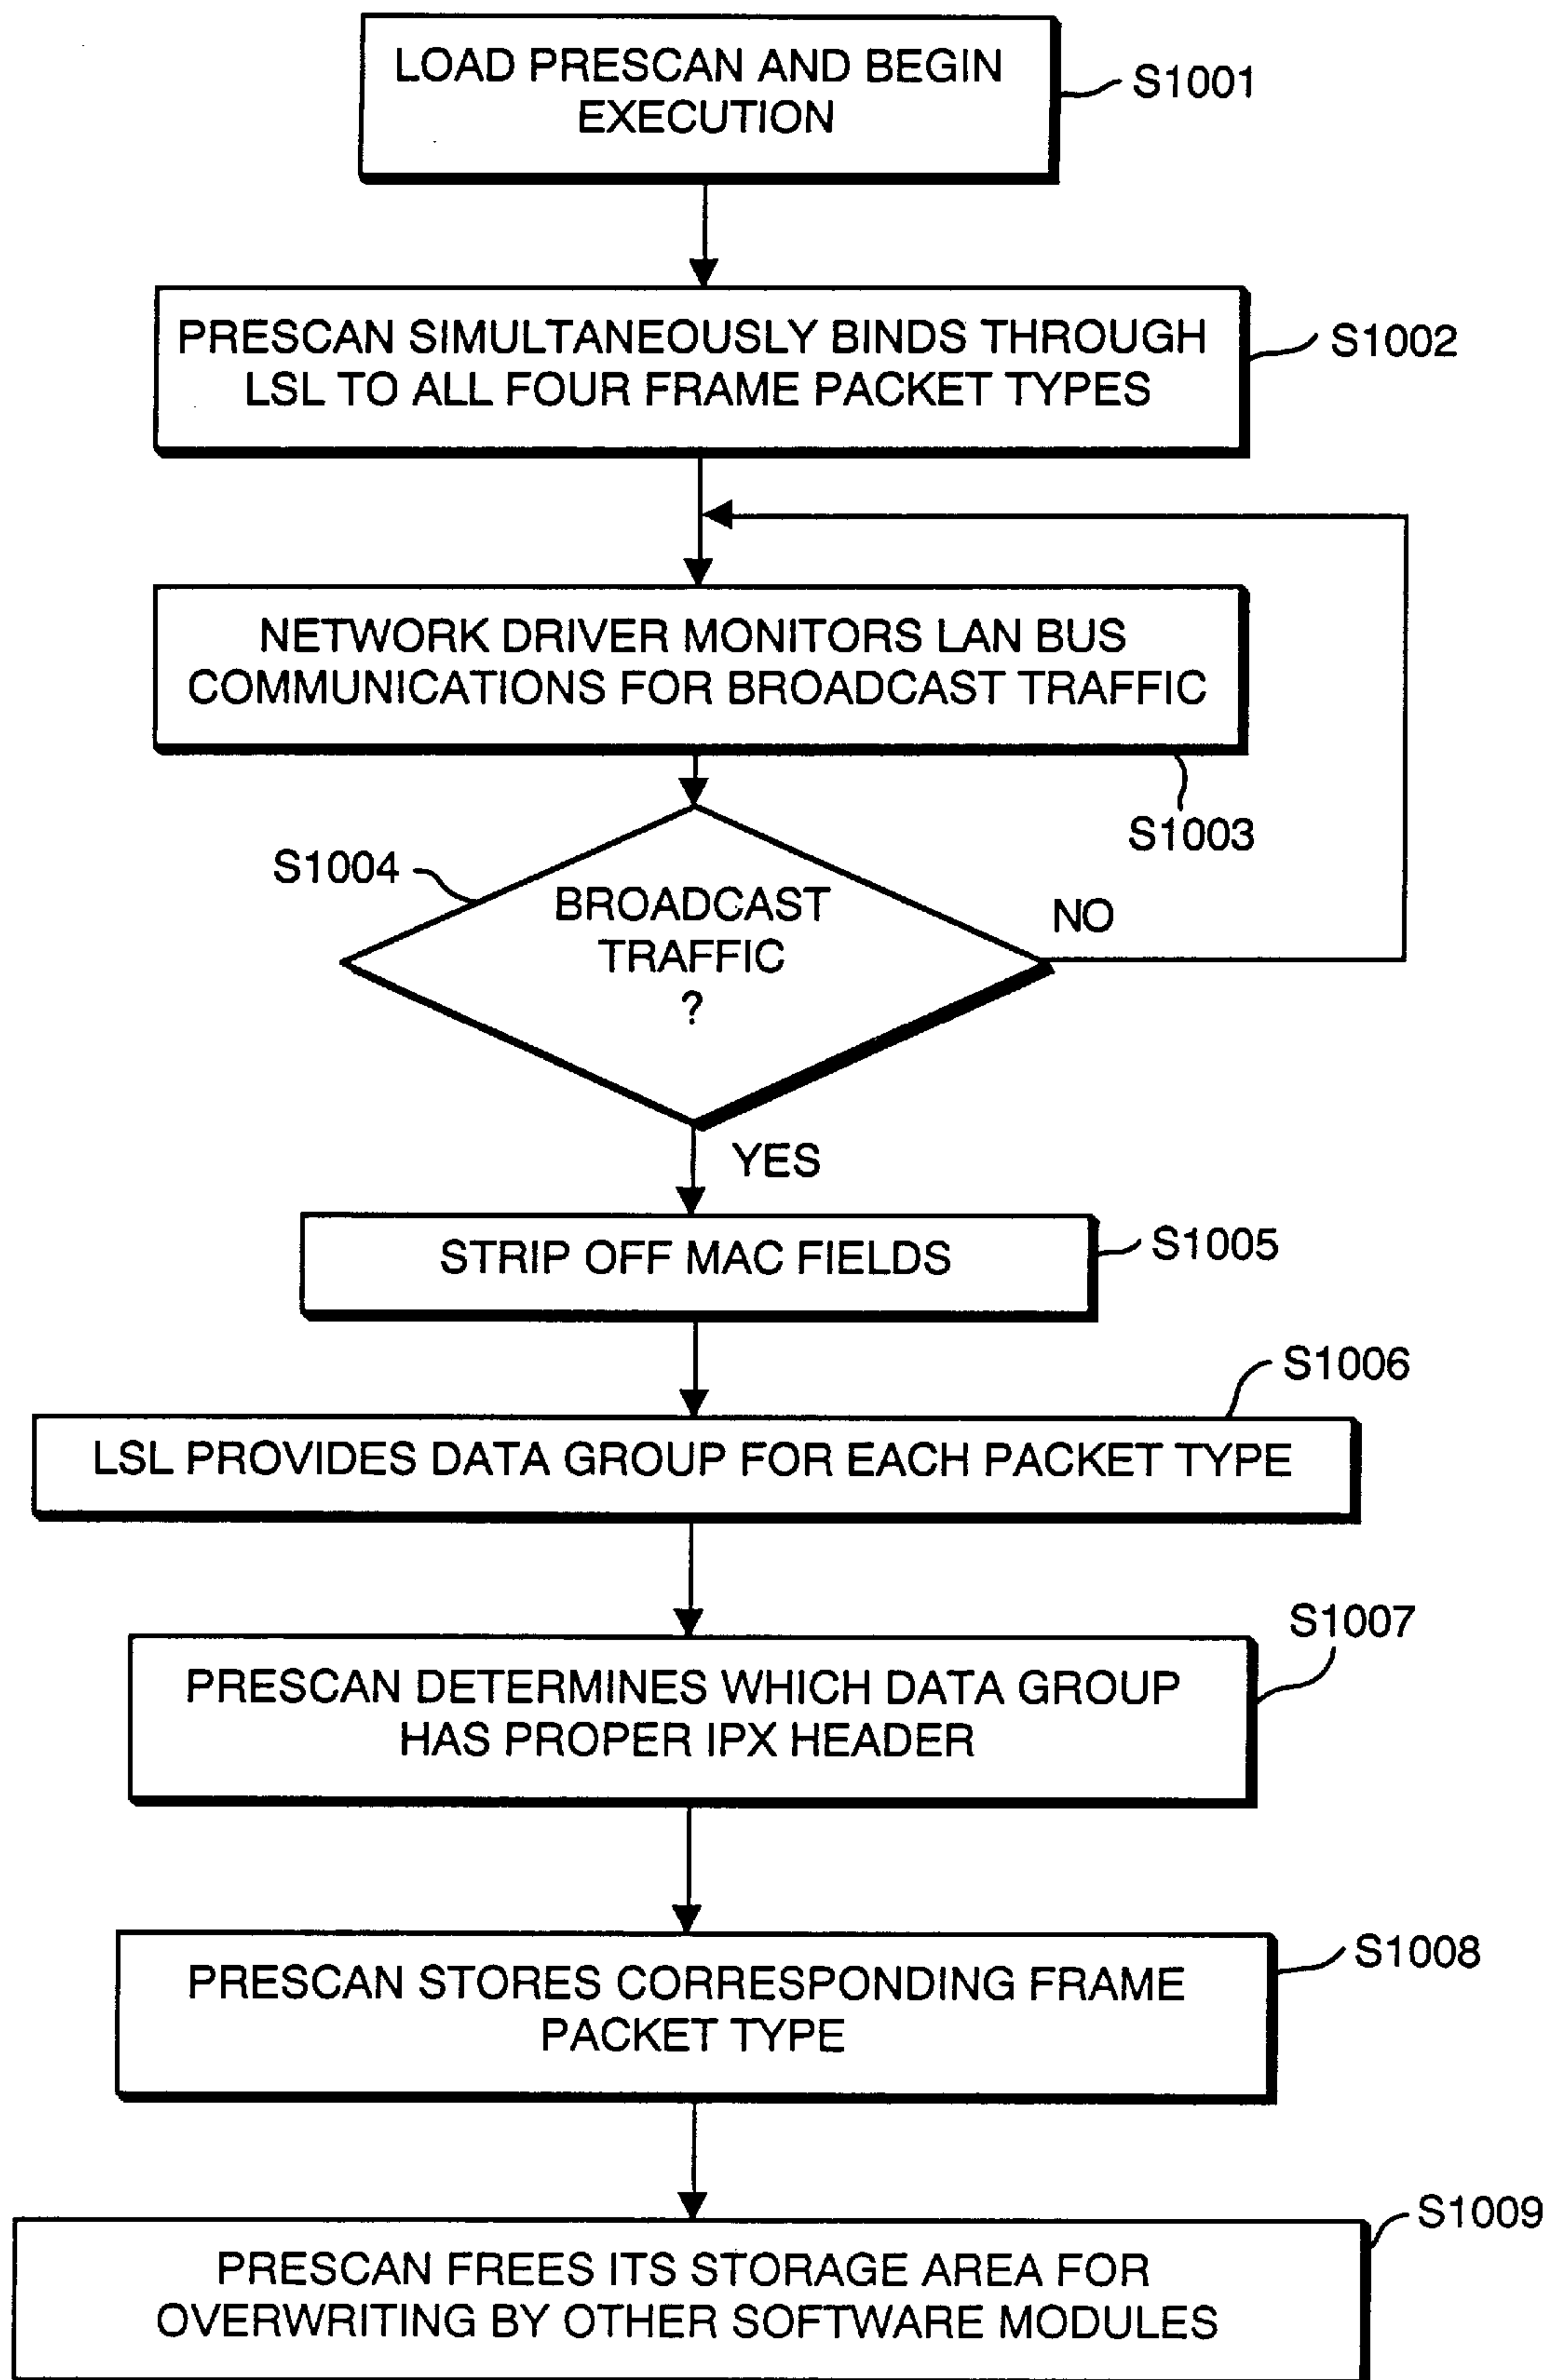 LOAD PRESCAN AND BEGIN
EXECUTION
S1001
PRESCAN SIMULTANEOUSLY BINDS THROUGH
LSL TO ALL FOUR FRAME PACKET TYPES
S1002
NETWORK DRIVER MONITORS LAN BUS
COMMUNICATIONS FOR BROADCAST TRAFFIC
S1003
S1004
BROADCAST
TRAFFIC
?
NO
YES
STRIP OFF MAC FIELDS
S1005
S1006
LSL PROVIDES DATA GROUP FOR EACH PACKET TYPE
S1007
PRESCAN DETERMINES WHICH DATA GROUP
HAS PROPER IPX HEADER
S1008
PRESCAN STORES CORRESPONDING FRAME
PACKET TYPE
S1009
PRESCAN FREES ITS STORAGE AREA FOR
OVERWRITING BY OTHER SOFTWARE MODULES